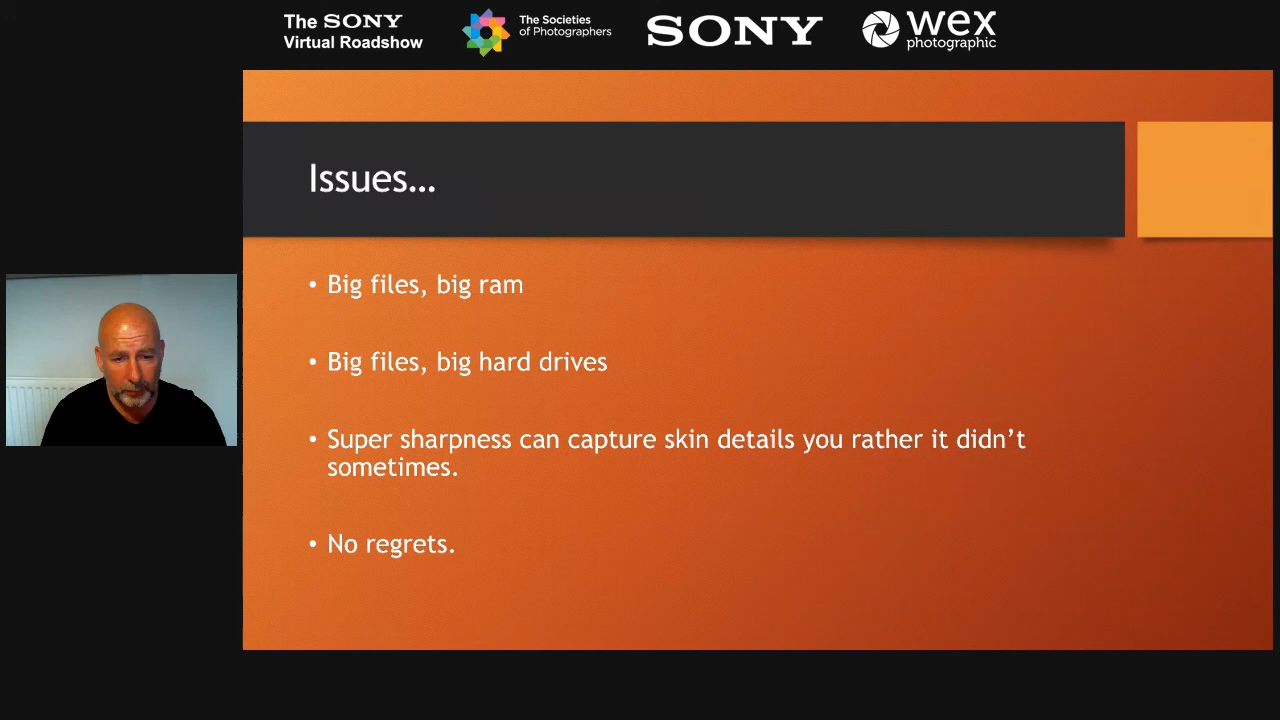 The SONY
Virtual Roadshow
The Societies
of Photographers
SONY
wex
photographic
Issues…
• Big files, big ram
• Big files, big hard drives
• Super sharpness can capture skin details you rather it didn’t
sometimes.
• No regrets.